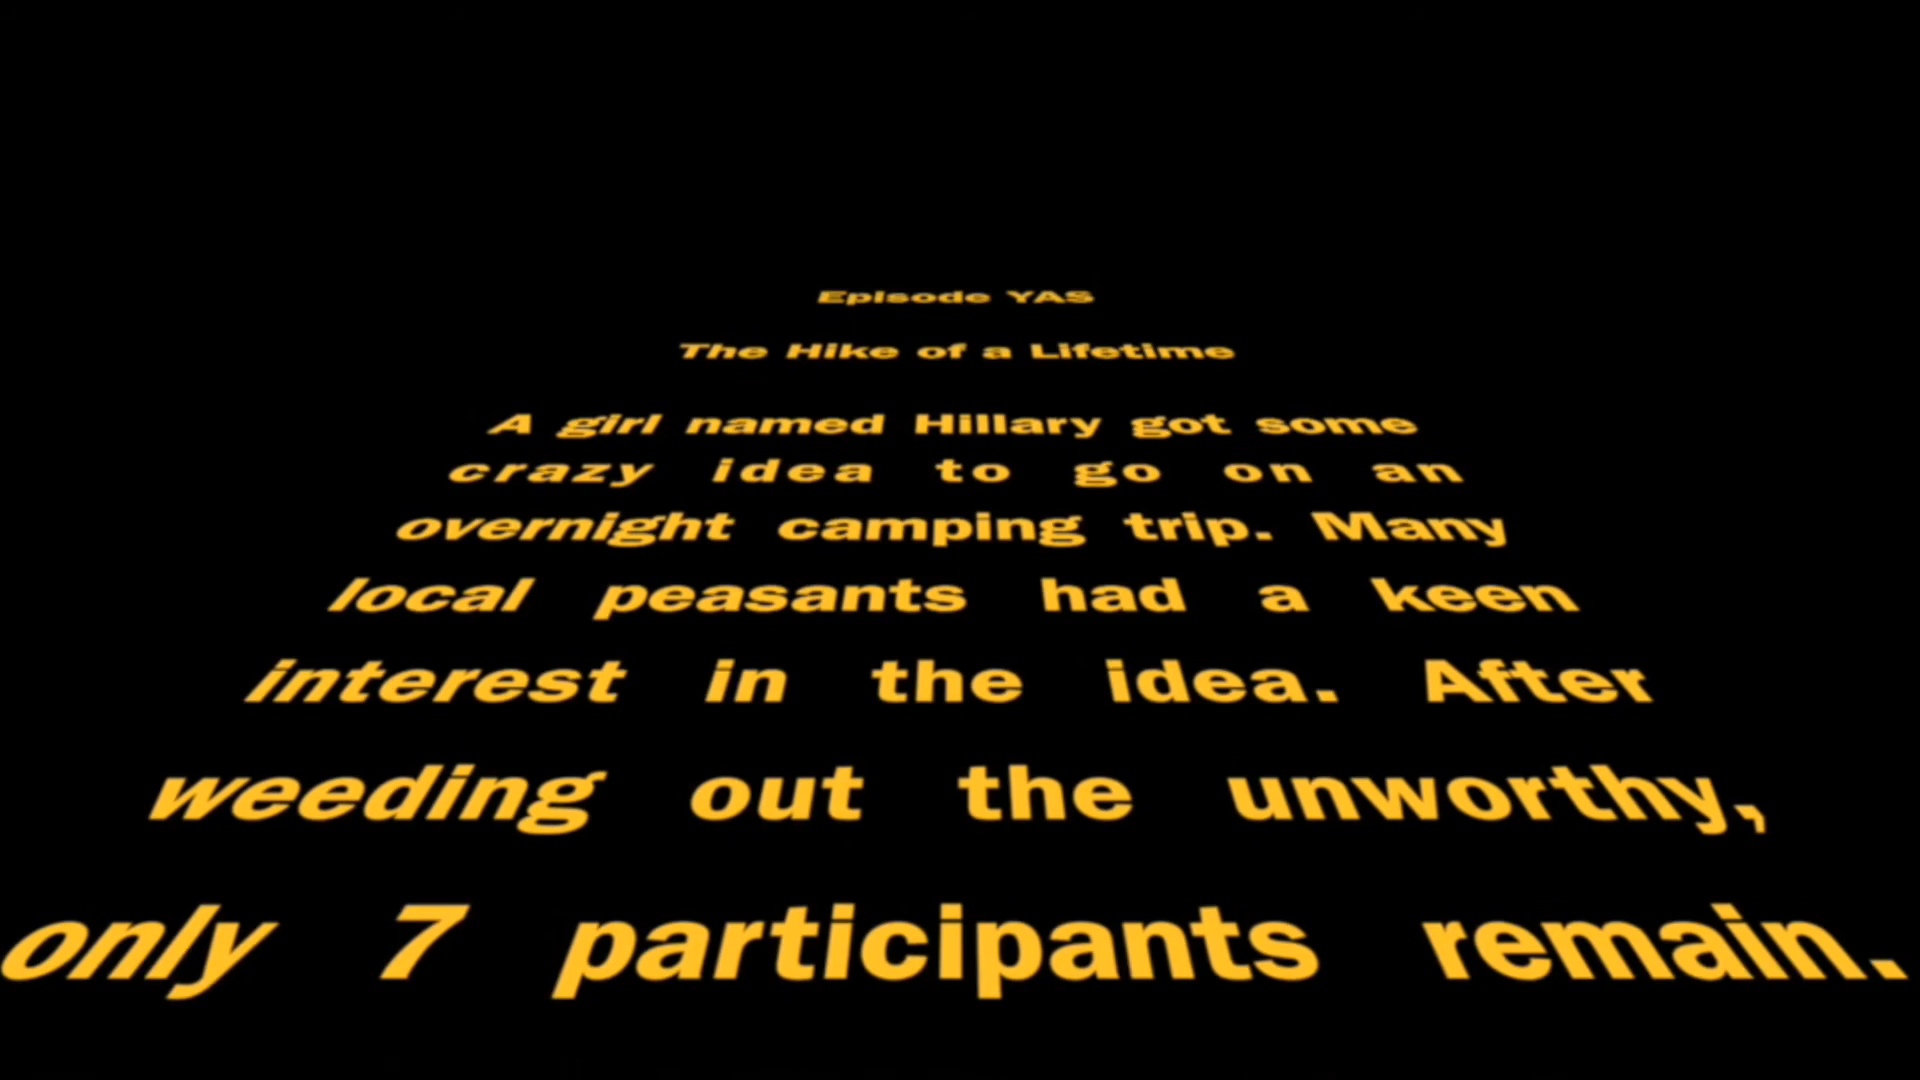 Episode YAS
The Hike of a Lifetime
A girl named Hillary got some
crazy idea to go on an
overnight camping trip. Many
local peasants had a keen
interest in the idea. After
weeding out the unworthy,
only 7 participants remain.